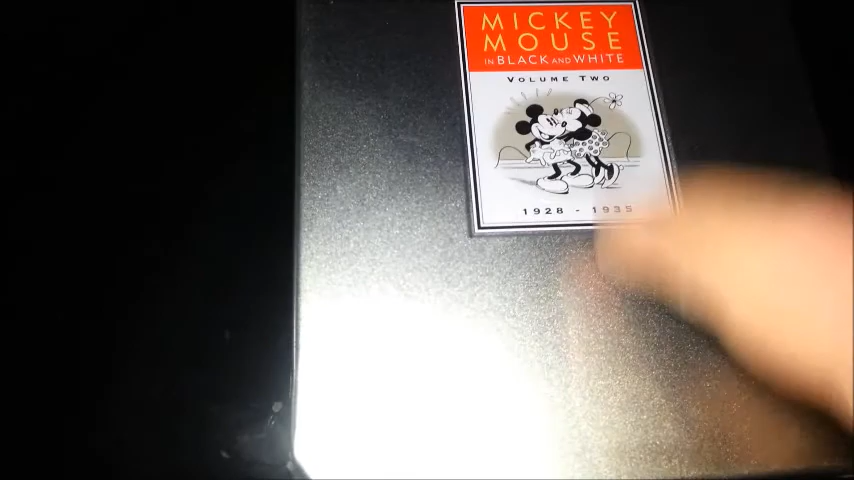 MICKEY
MOUSE
IN BLACK AND WHITE
VOLUME TWO
1928 - 1935